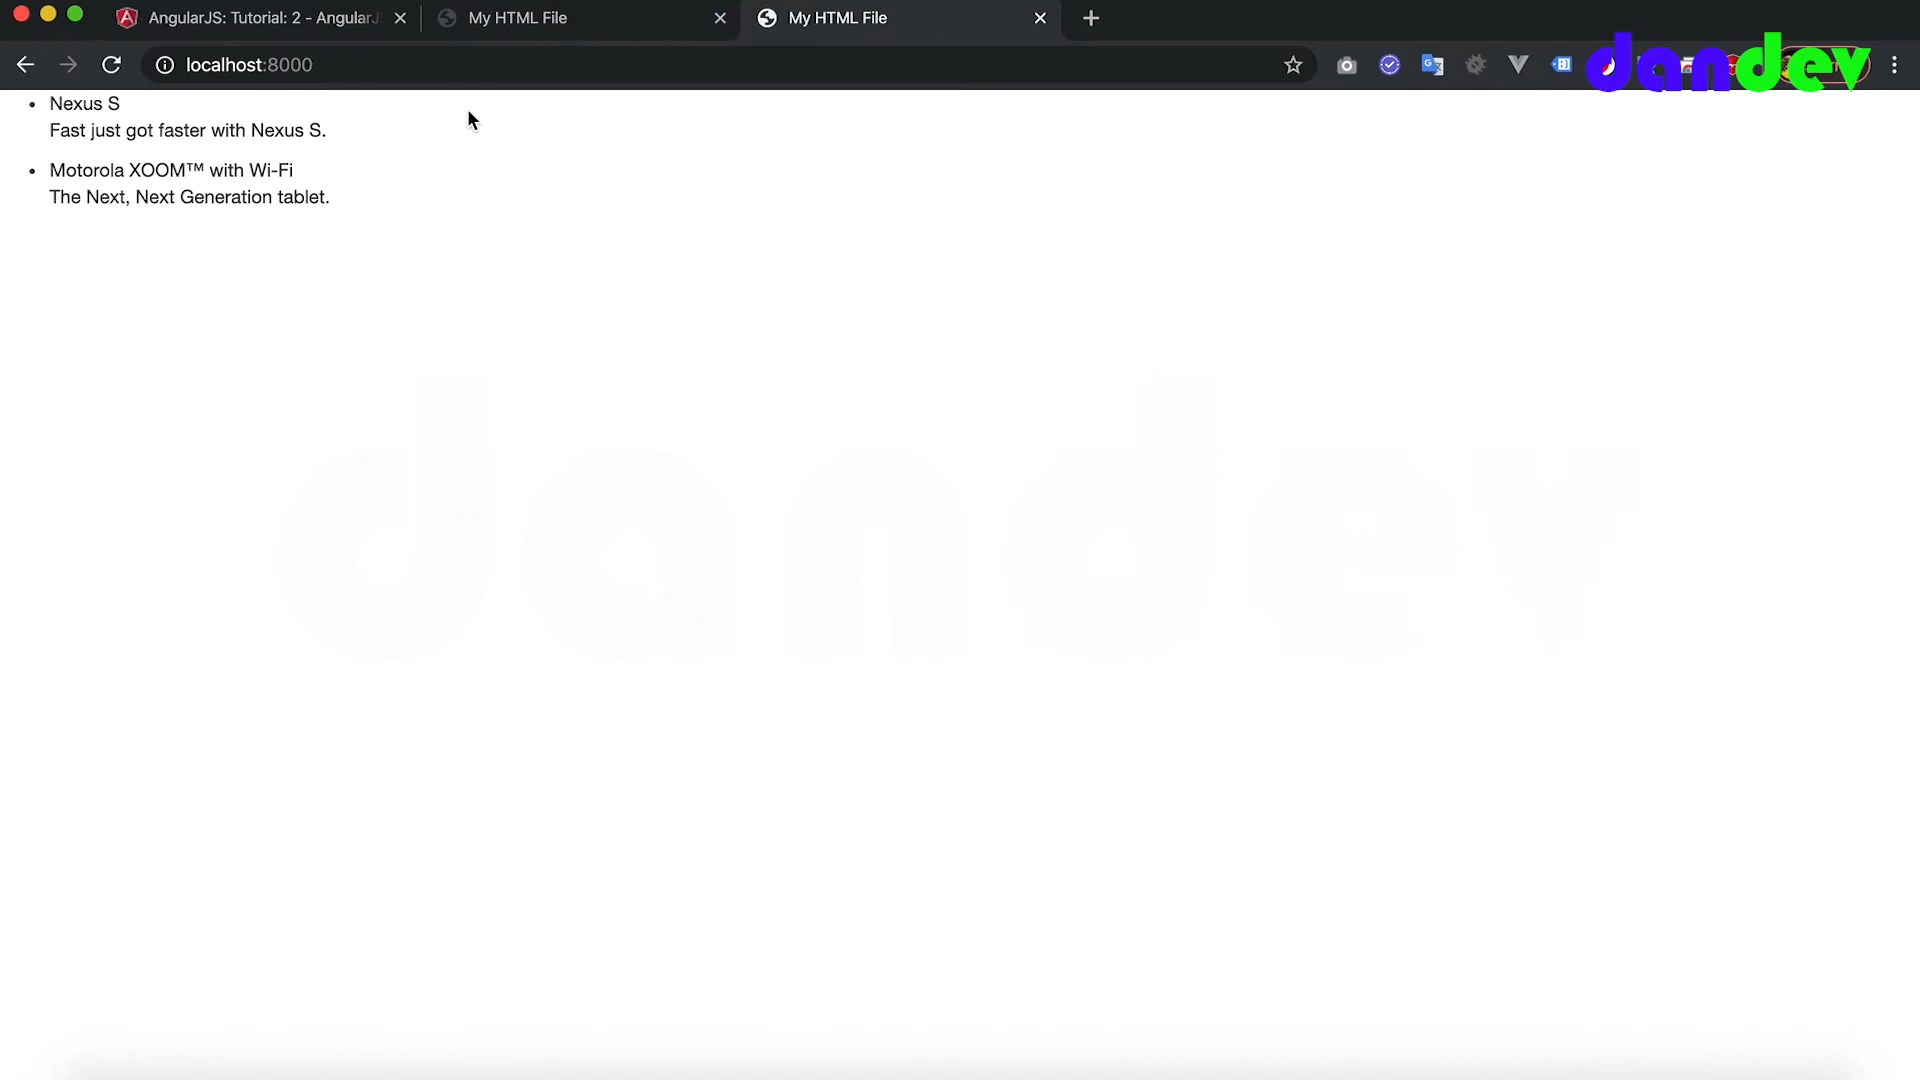 AngularJS: Tutorial: 2 - AngularJ
My HTML File
My HTML File
localhost:8000
dandev
Nexus S
Fast just got faster with Nexus S.
Motorola XOOM™ with Wi-Fi
The Next, Next Generation tablet.
dandev